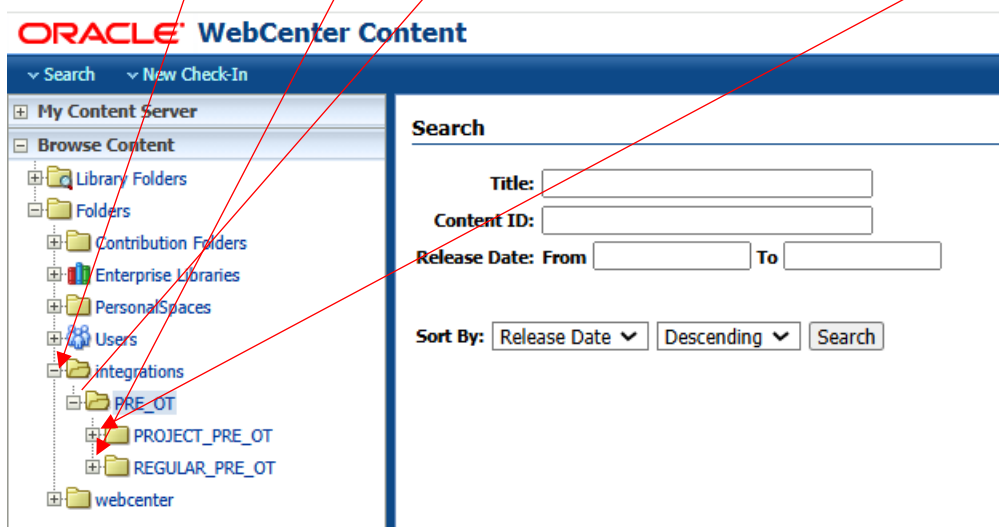 ORACLE WebCenter Content
Search New Check-In
My Content Server
Browse Content
Library Folders
Folders
Contribution Folders
Enterprise Libraries
PersonalSpaces
Users
integrations
PRE_OT
PROJECT_PRE_OT
REGULAR_PRE_OT
webcenter
Search
Title:
Content ID:
Release Date: From To
Sort By: Release Date Descending Search